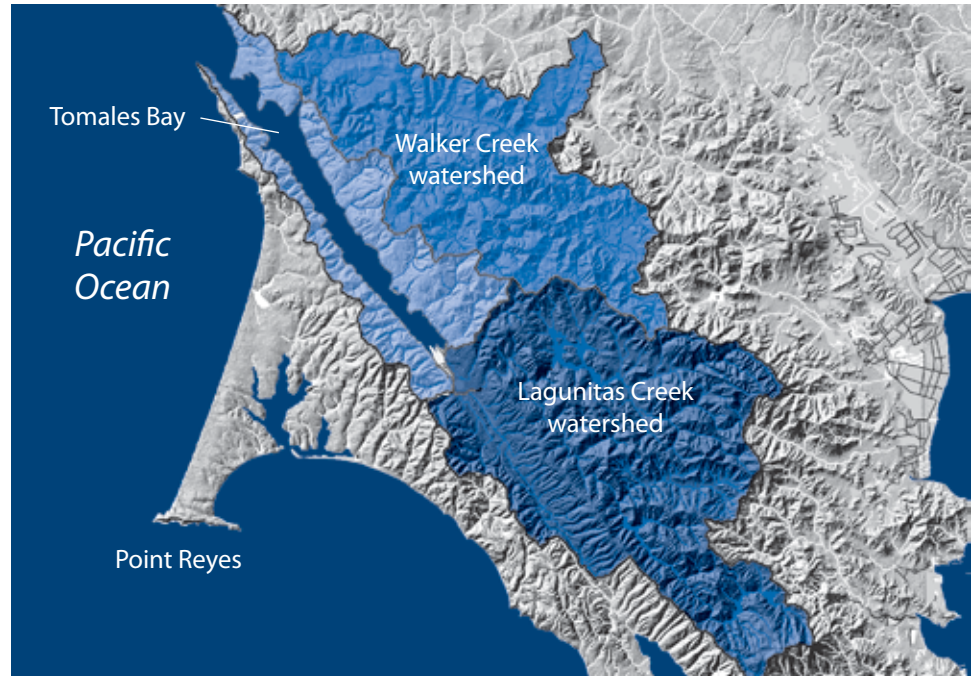 Tomales Bay
Walker Creek
watershed
Pacific
Ocean
Lagunitas Creek
watershed
Point Reyes